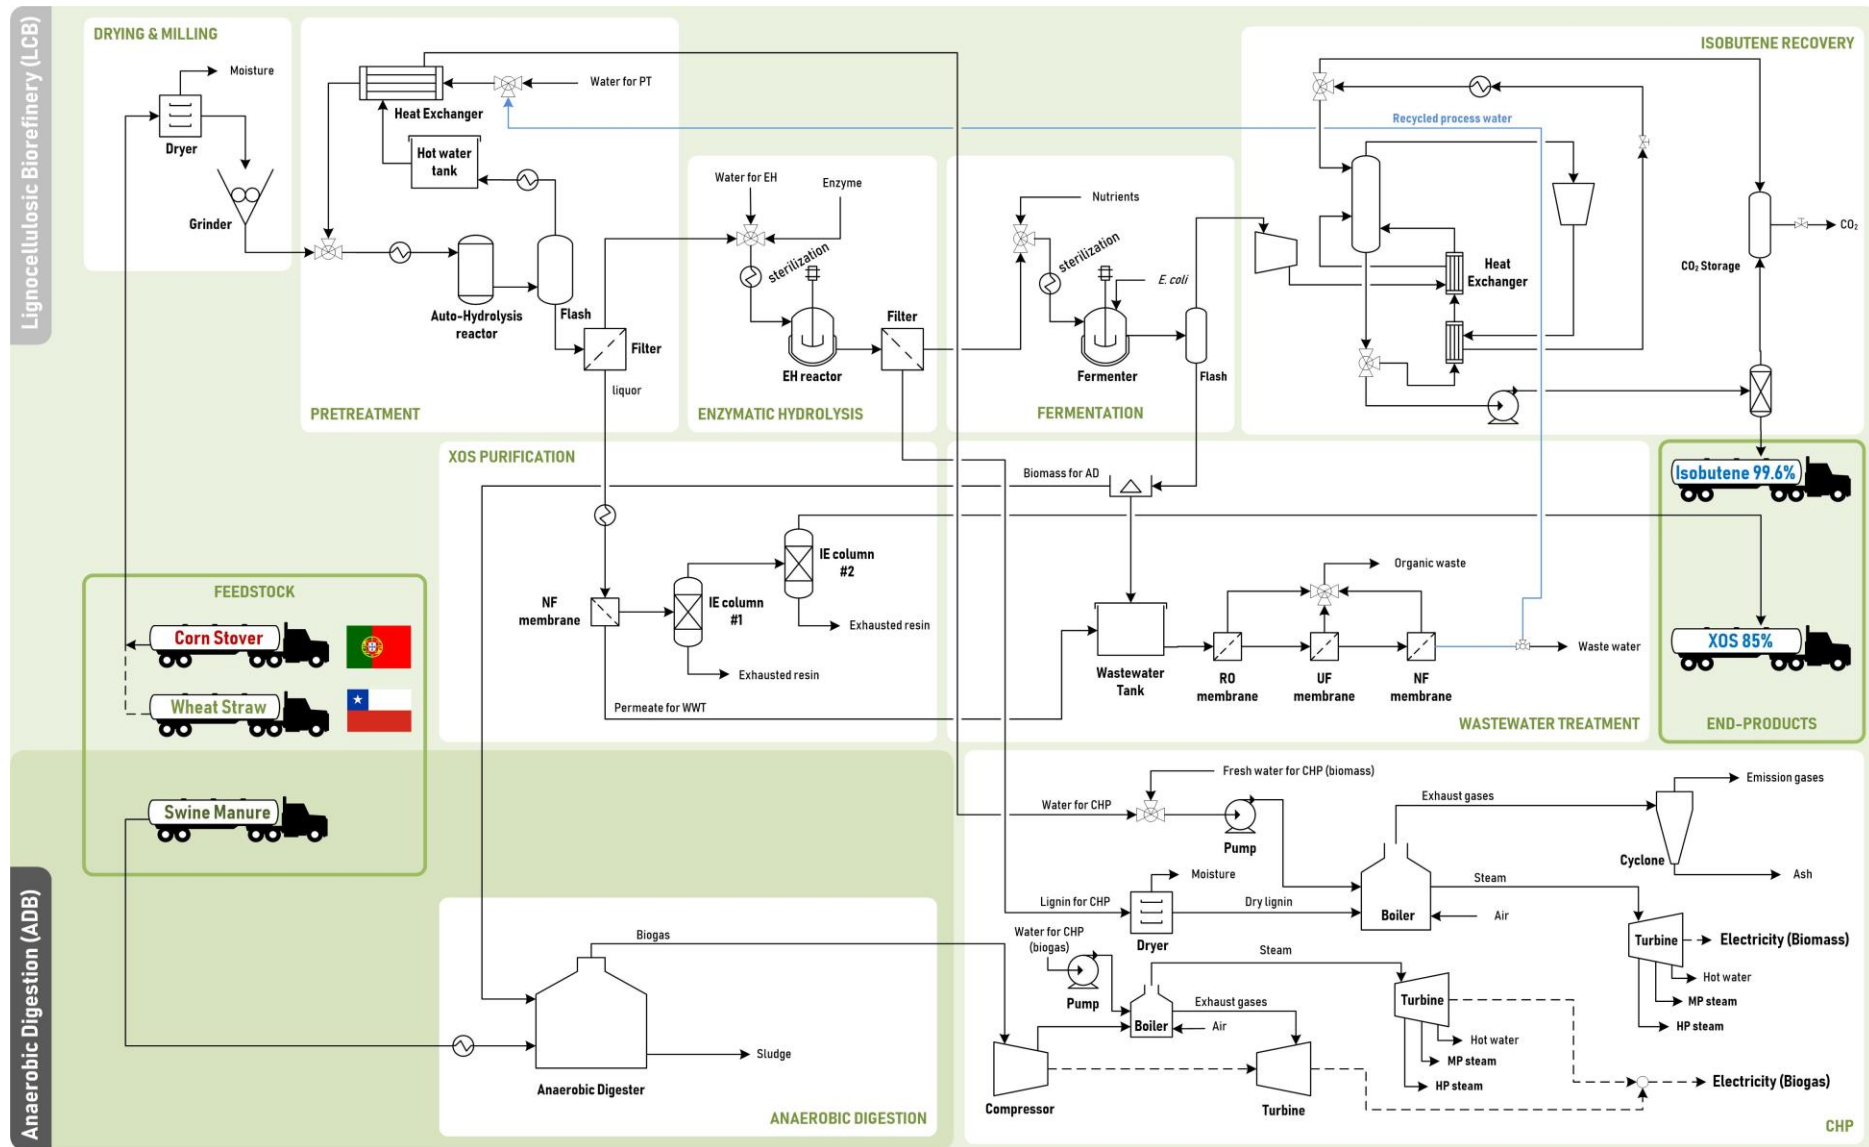 Lignocellulosic Biorefinery (LCB)
DRYING & MILLING
Moisture
Dryer
Grinder
Heat Exchanger
Water for PT
Hot water
tank
Auto-Hydrolysis
reactor
Flash
Filter
liquor
PRETREATMENT
Water for EH
Enzyme
sterilization
EH reactor
Filter
ENZYMATIC HYDROLYSIS
Nutrients
sterilization
E. coli
Fermenter
Flash
FERMENTATION
ISOBUTENE RECOVERY
Recycled process water
Heat
Exchanger
CO₂
CO₂ Storage
XOS PURIFICATION
NF
membrane
IE column
#1
IE column
#2
Exhausted resin
Exhausted resin
Permeate for WWT
Biomass for AD
Wastewater
Tank
RO
membrane
UF
membrane
NF
membrane
Organic waste
Waste water
WASTEWATER TREATMENT
Isobutene 99.6%
XOS 85%
END-PRODUCTS
FEEDSTOCK
Corn Stover
Wheat Straw
Swine Manure
Anaerobic Digestion (ADB)
Biogas
Sludge
Anaerobic Digester
ANAEROBIC DIGESTION
Fresh water for CHP (biomass)
Water for CHP
Pump
Exhaust gases
Emission gases
Cyclone
Ash
Moisture
Lignin for CHP
Dry lignin
Dryer
Boiler
Steam
Air
Turbine
Electricity (Biomass)
Hot water
MP steam
HP steam
Water for CHP
(biogas)
Pump
Steam
Boiler
Exhaust gases
Air
Turbine
Hot water
MP steam
HP steam
Compressor
Turbine
Electricity (Biogas)
CHP